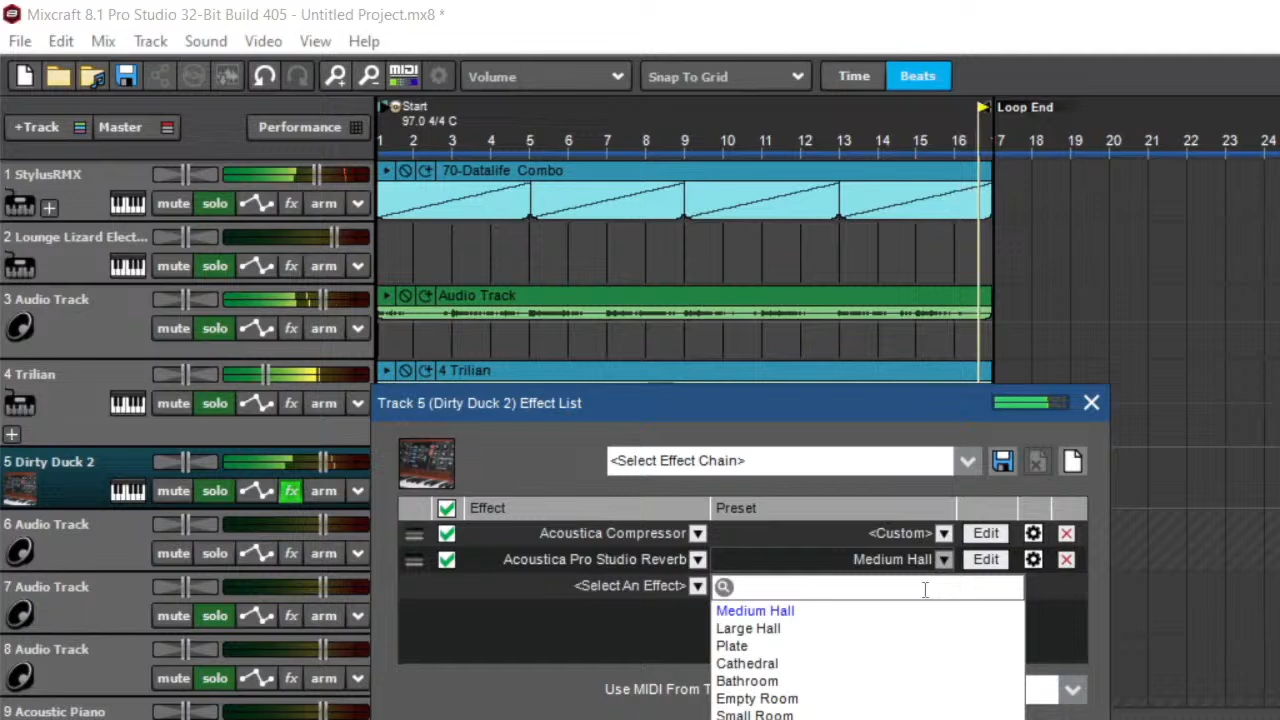 Mixcraft 8.1 Pro Studio 32-Bit Build 405 - Untitled Project.mx8 *
File Edit Mix Track Sound Video View Help
MIDI Volume Snap To Grid Time Beats
Start Loop End
97.0 4/4 C
+Track Master Performance
1 2 3 4 5 6 7 8 9 10 11 12 13 14 15 16 17 18 19 20 21 22 23 24
1 StylusRMX 70-Datalife Combo
mute solo fx arm
2 Lounge Lizard Elect...
mute solo fx arm
3 Audio Track Audio Track
mute solo fx arm
4 Trilian 4 Trilian
mute solo fx arm
Track 5 (Dirty Duck 2) Effect List
5 Dirty Duck 2 <Select Effect Chain>
mute solo fx arm
Effect Preset
6 Audio Track Acoustica Compressor <Custom> Edit
mute solo fx arm Acoustica Pro Studio Reverb Medium Hall Edit
7 Audio Track <Select An Effect>
mute solo fx arm Medium Hall
Large Hall
8 Audio Track Plate
Cathedral
mute solo fx arm Bathroom
Use MIDI From T
Empty Room
9 Acoustic Piano Small Room